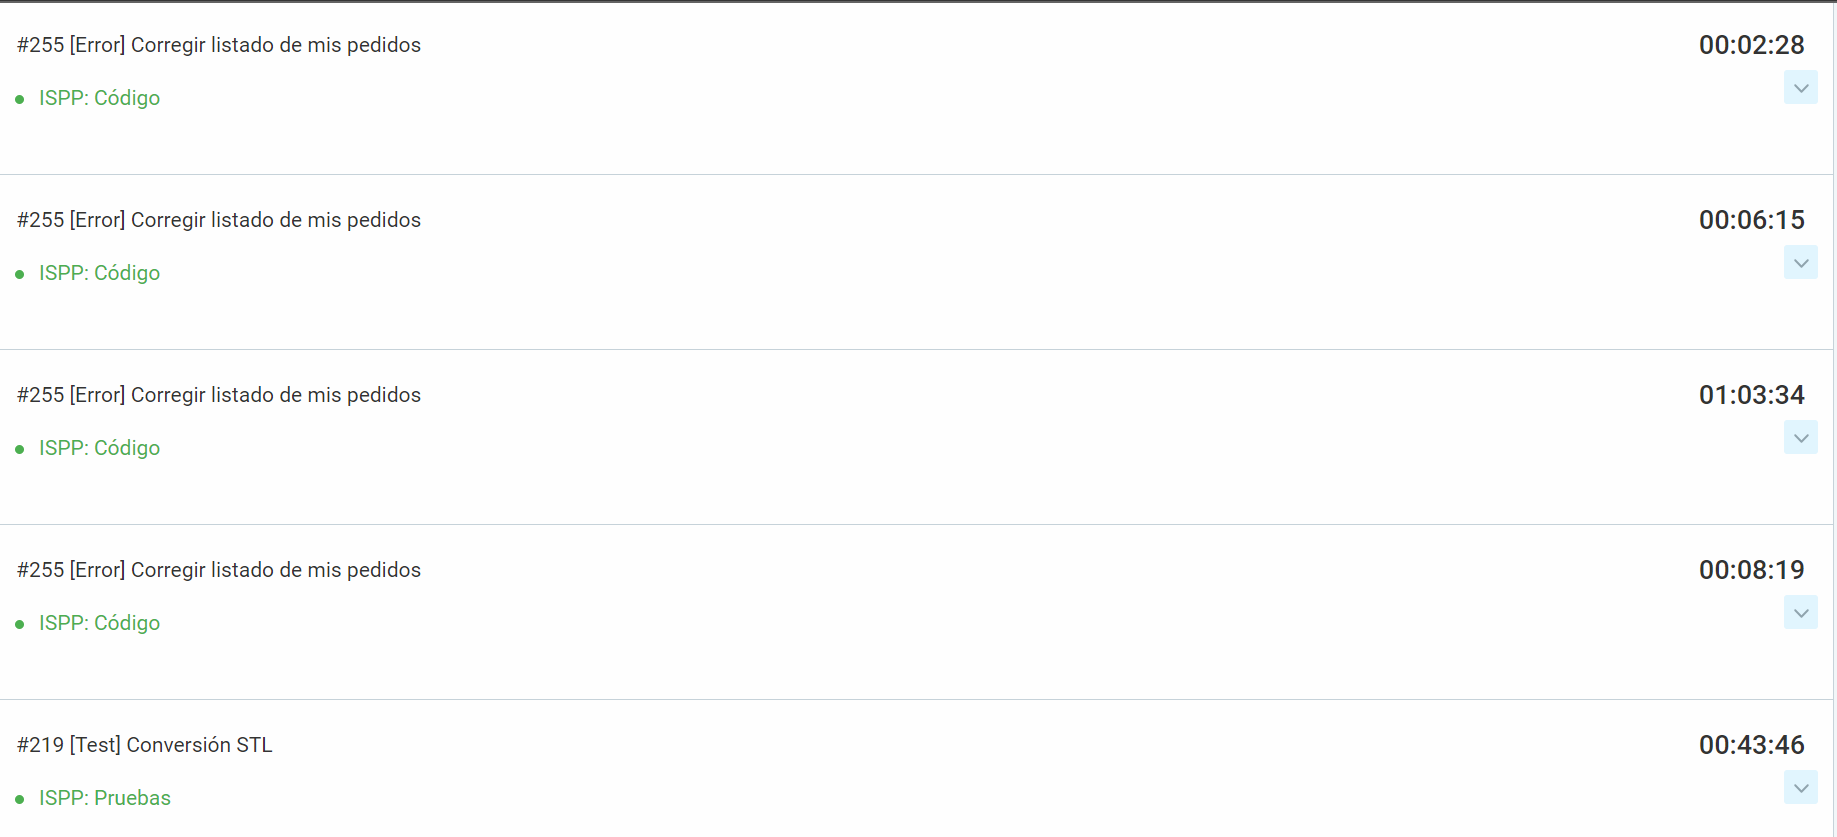 #255 [Error] Corregir listado de mis pedidos 00:02:28
ISPP: Código
#255 [Error] Corregir listado de mis pedidos 00:06:15
ISPP: Código
#255 [Error] Corregir listado de mis pedidos 01:03:34
ISPP: Código
#255 [Error] Corregir listado de mis pedidos 00:08:19
ISPP: Código
#219 [Test] Conversión STL 00:43:46
ISPP: Pruebas